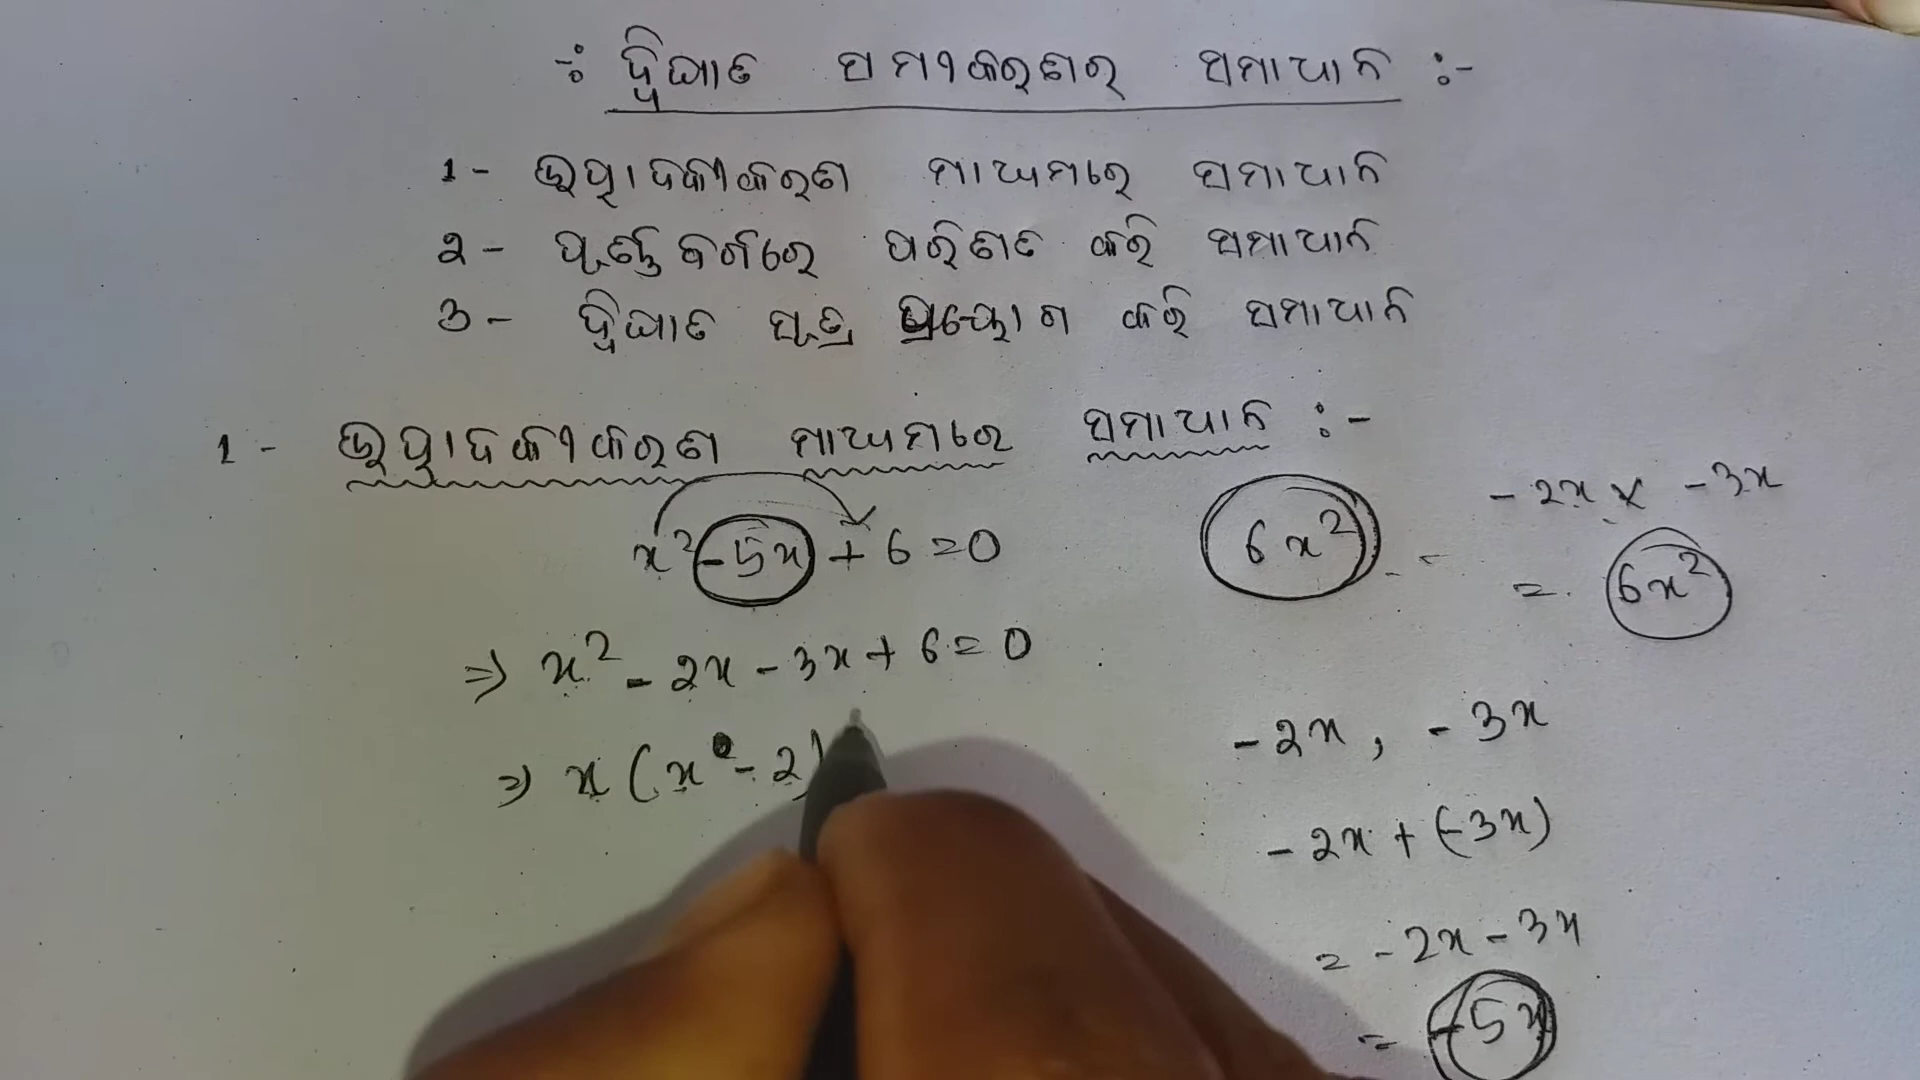 -: ଦ୍ୱିଘାତ ସମୀକରଣର ସମାଧାନ :-
1- ଉତ୍ପାଦକୀକରଣ ମାଧ୍ୟମରେ ସମାଧାନ
2- ପୂର୍ଣ୍ଣବର୍ଗରେ ପରିଣତ କରି ସମାଧାନ
3- ଦ୍ୱିଘାତ ସୂତ୍ର ପ୍ରୟୋଗ କରି ସମାଧାନ
1- ଉତ୍ପାଦକୀକରଣ ମାଧ୍ୟମରେ ସମାଧାନ :-
x² - 5x + 6 = 0
⇒ x² - 2x - 3x + 6 = 0
⇒ x (x - 2)
6x²
-2x × -3x
= 6x²
-2x, -3x
-2x + (-3x)
= -2x - 3x
= -5x